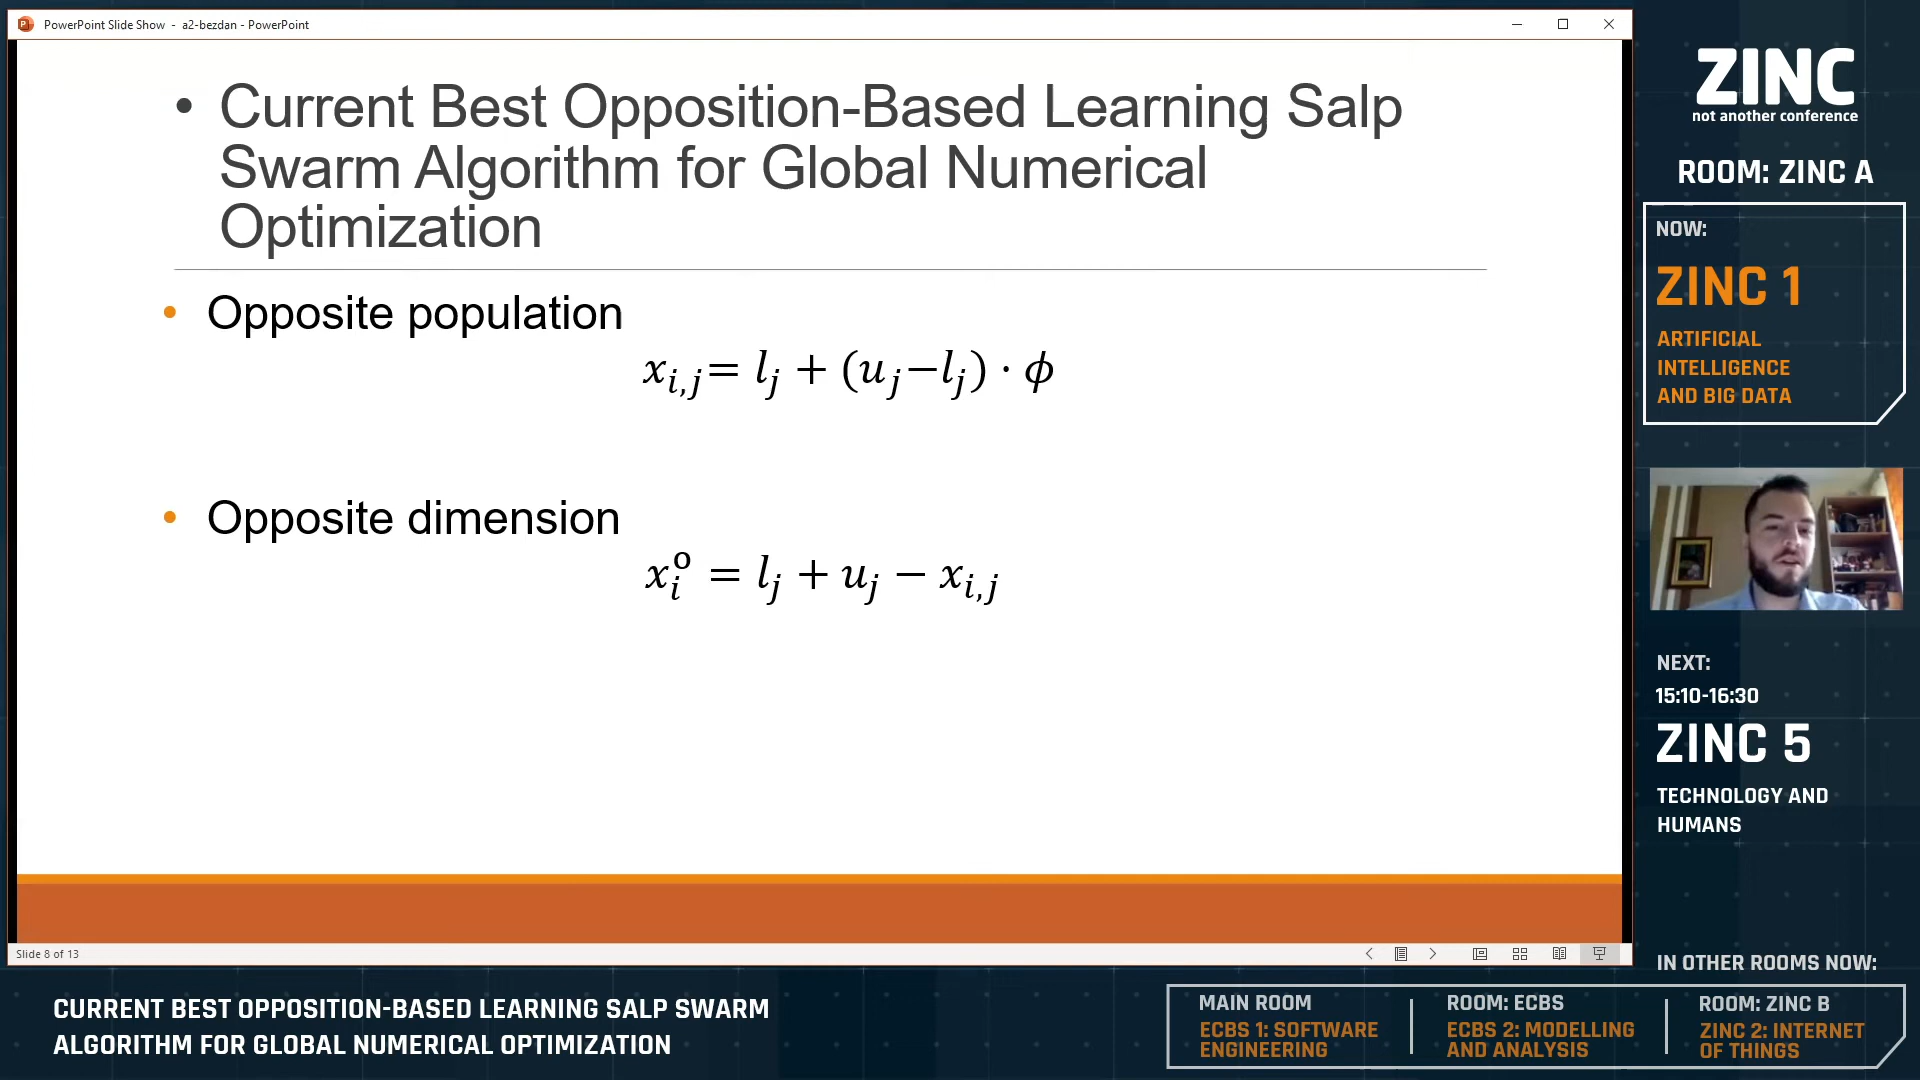 PowerPoint Slide Show - a2-bezdan - PowerPoint
• Current Best Opposition-Based Learning Salp
Swarm Algorithm for Global Numerical
Optimization
• Opposite population
x_{i,j}= l_j + (u_j−l_j) · ϕ
• Opposite dimension
x_i^o = l_j + u_j − x_{i,j}
Slide 8 of 13
ZINC
not another conference
ROOM: ZINC A
NOW:
ZINC 1
ARTIFICIAL
INTELLIGENCE
AND BIG DATA
NEXT:
15:10-16:30
ZINC 5
TECHNOLOGY AND
HUMANS
IN OTHER ROOMS NOW:
MAIN ROOM
ECBS 1: SOFTWARE
ENGINEERING
ROOM: ECBS
ECBS 2: MODELLING
AND ANALYSIS
ROOM: ZINC B
ZINC 2: INTERNET
OF THINGS
CURRENT BEST OPPOSITION-BASED LEARNING SALP SWARM
ALGORITHM FOR GLOBAL NUMERICAL OPTIMIZATION